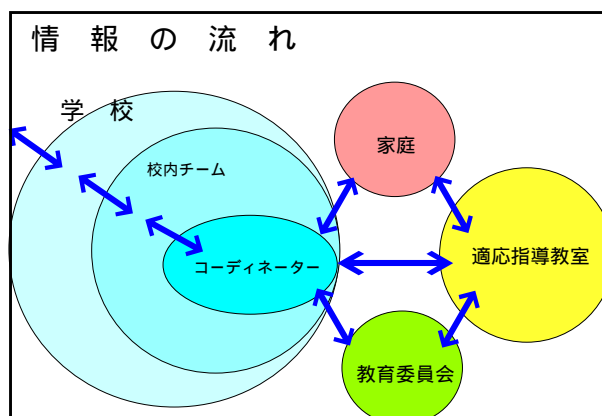 情報の流れ
学校
家庭
校内チーム
適応指導教室
コーディネーター
教育委員会